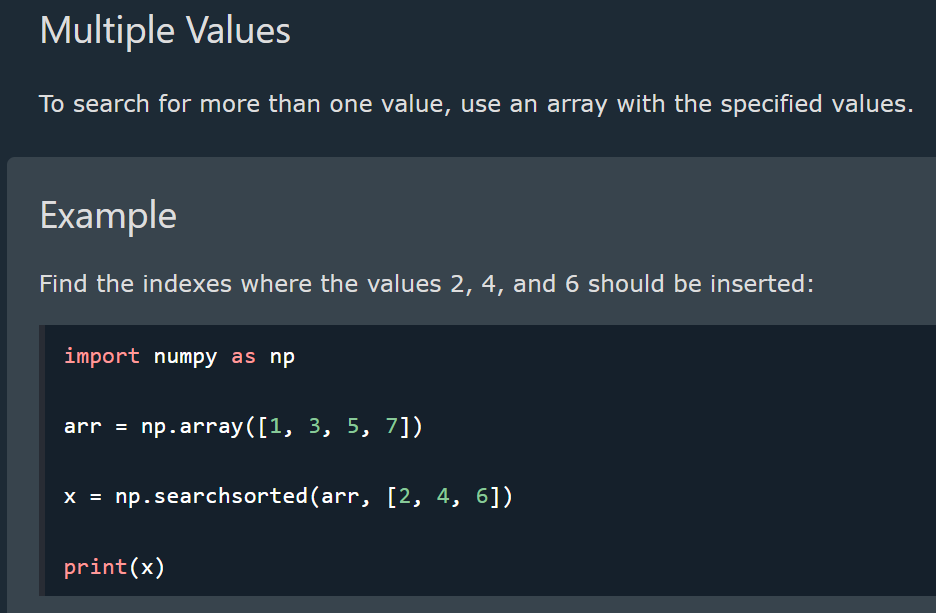 Multiple Values
To search for more than one value, use an array with the specified values.
Example
Find the indexes where the values 2, 4, and 6 should be inserted:
import numpy as np
arr = np.array([1, 3, 5, 7])
x = np.searchsorted(arr, [2, 4, 6])
print(x)